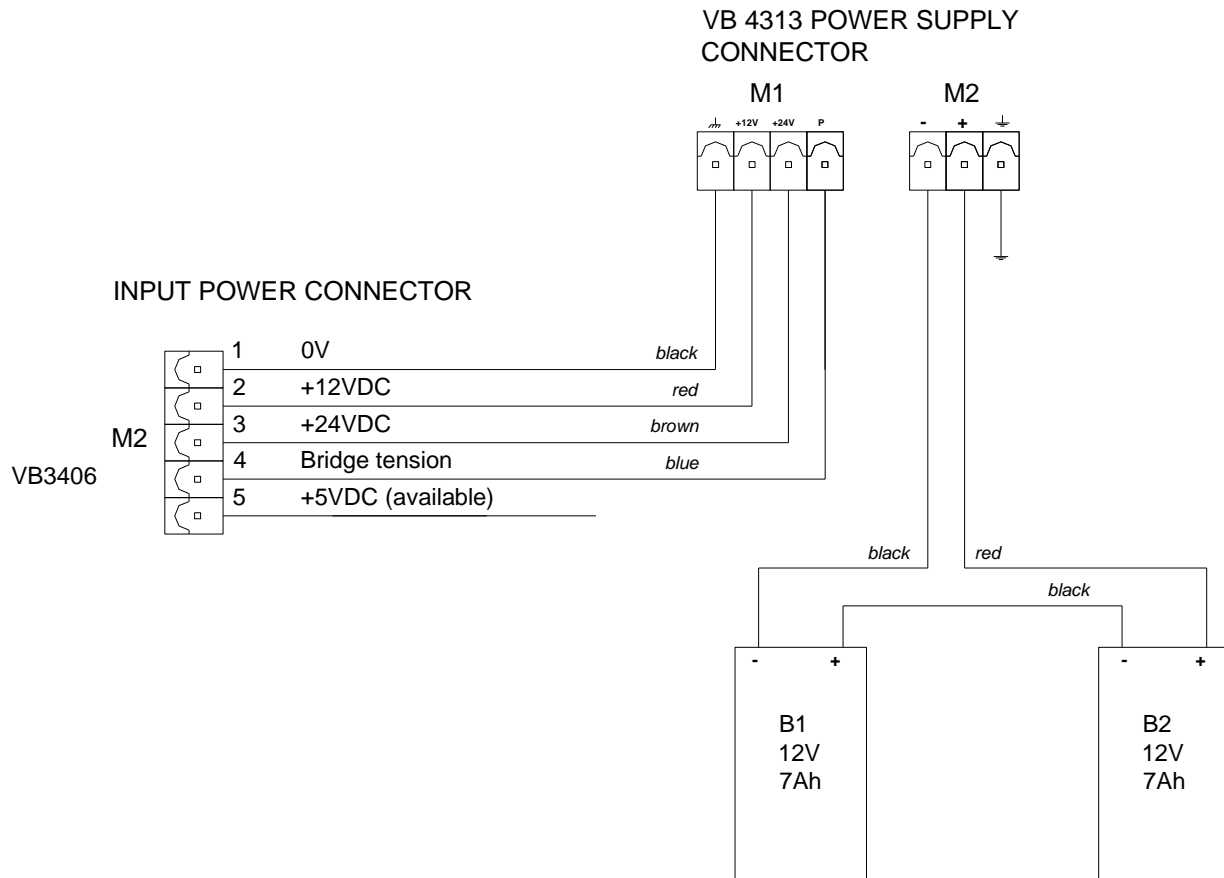 VB 4313 POWER SUPPLY
CONNECTOR
M1 M2
+12V +24V P - +
INPUT POWER CONNECTOR
1 0V black
2 +12VDC red
3 +24VDC brown
M2
4 Bridge tension blue
VB3406
5 +5VDC (available)
black red
black
- + - +
B1 B2
12V 12V
7Ah 7Ah